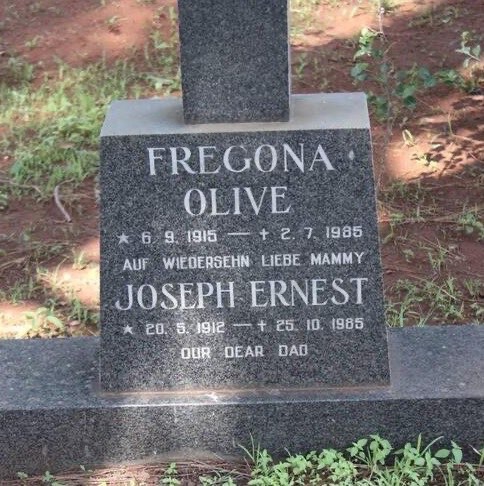 FREGONA
OLIVE
★ 6. 9. 1915 — ✝ 2. 7. 1985
AUF WIEDERSEHN LIEBE MAMMY
JOSEPH ERNEST
★ 20. 5. 1912 — ✝ 25. 10. 1985
OUR DEAR DAD